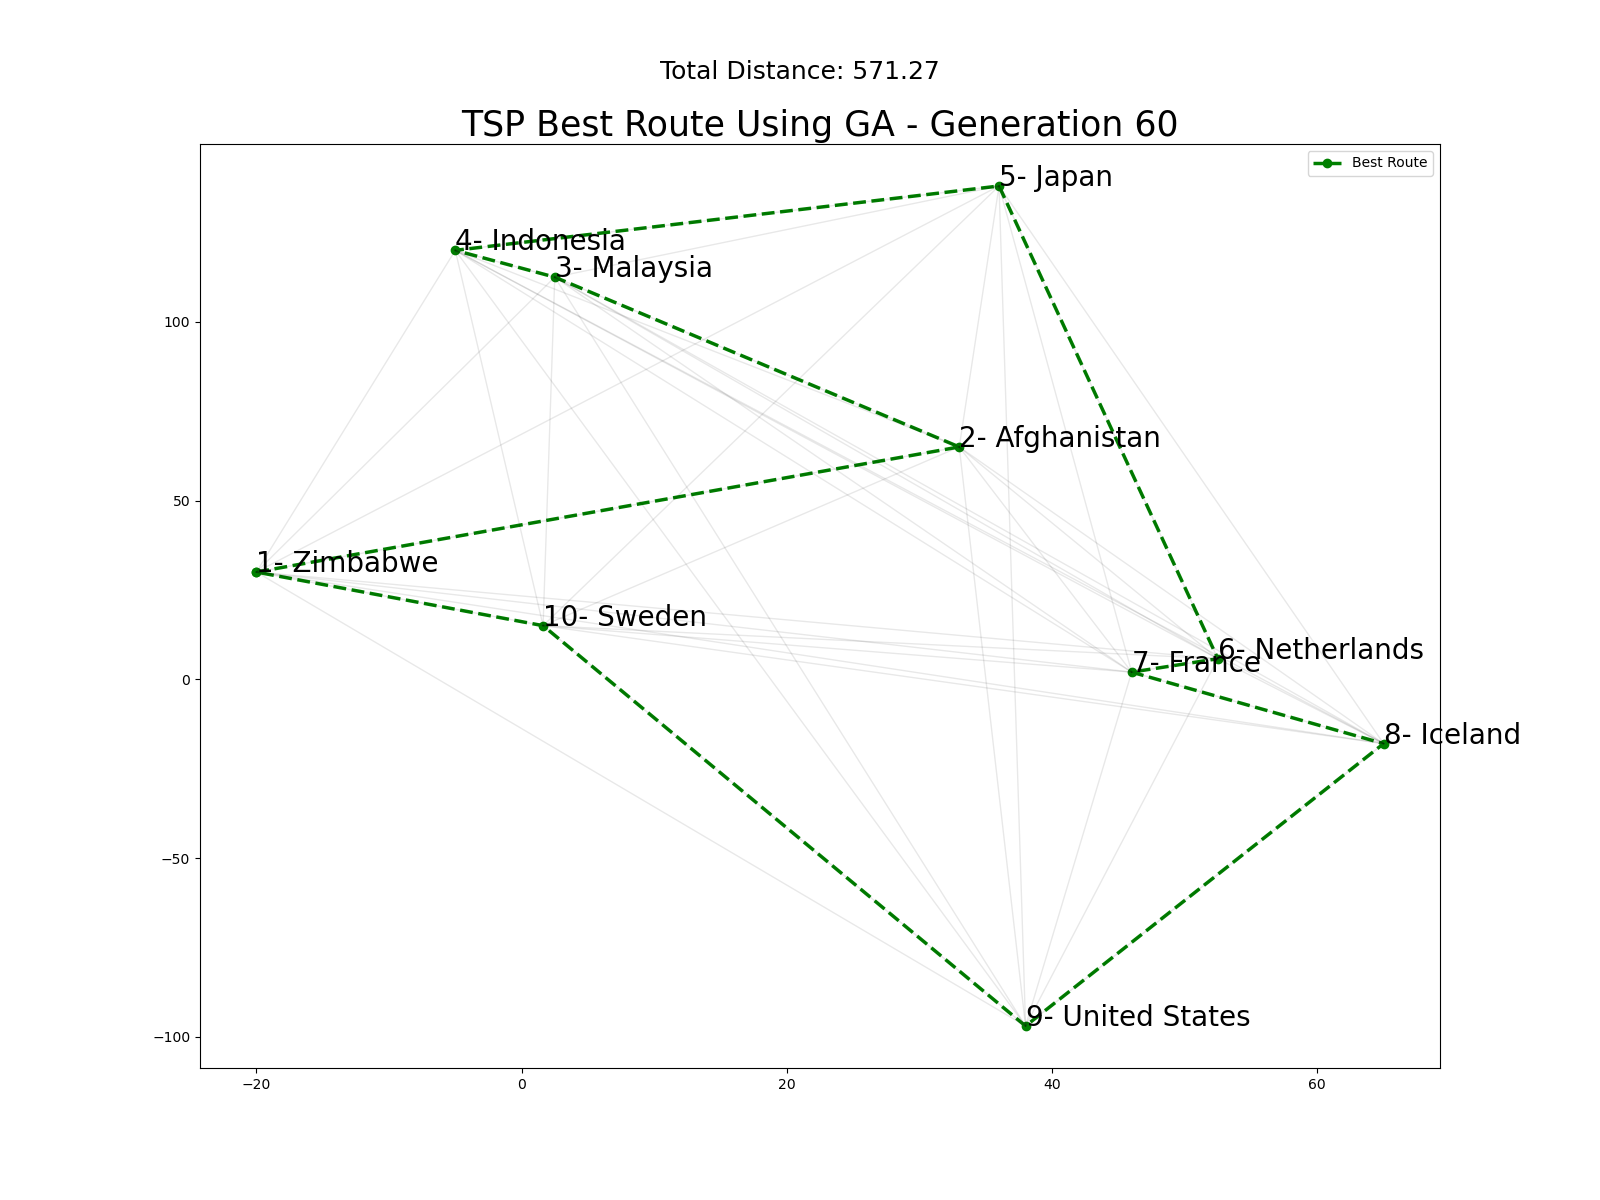 Total Distance: 571.27
TSP Best Route Using GA - Generation 60
Best Route
5- Japan
4- Indonesia
3- Malaysia
2- Afghanistan
1- Zimbabwe
10- Sweden
6- Netherlands
7- France
8- Iceland
9- United States
100
50
0
−50
−100
−20
0
20
40
60